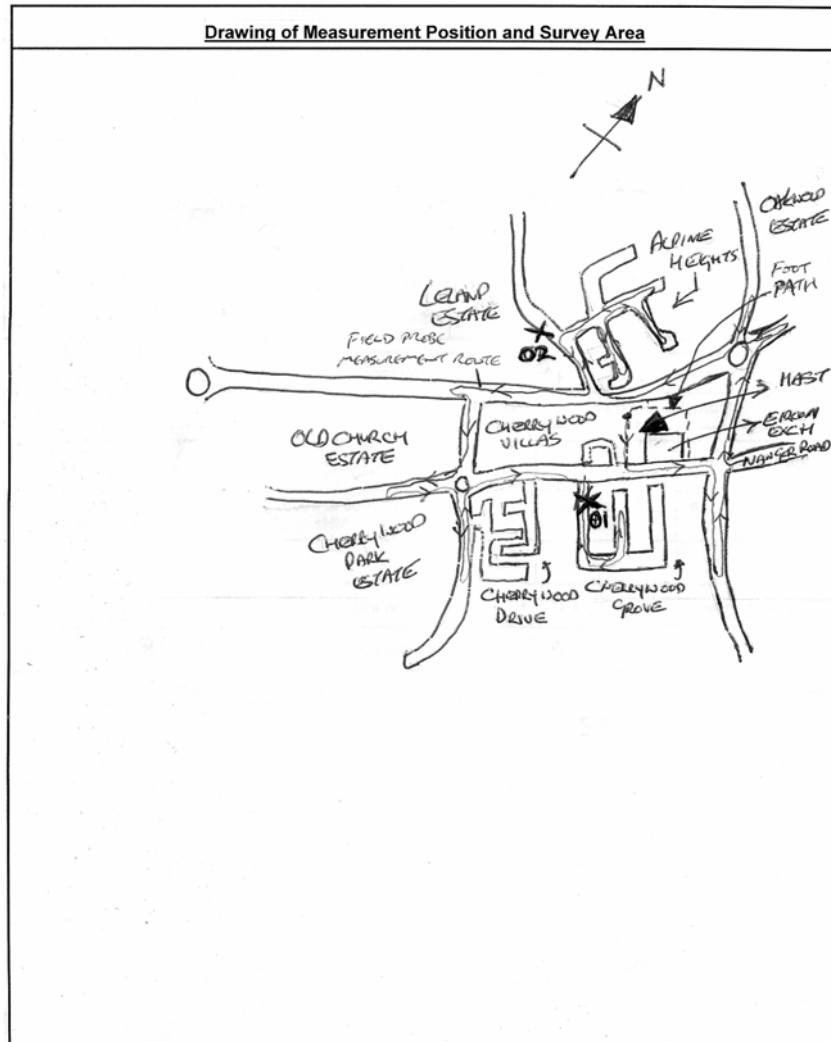 Drawing of Measurement Position and Survey Area
N
OAKWOOD
ESTATE
ALPINE
HEIGHTS
FOOT
PATH
LELAND
ESTATE
02
FIELD PROBE
MEASUREMENT ROUTE
MAST
EIRCOM
EXCH
CHERRYWOOD
VILLAS
OLD CHURCH
ESTATE
NANGER ROAD
01
CHERRYWOOD
PARK
ESTATE
CHERRYWOOD
DRIVE
CHERRYWOOD
GROVE